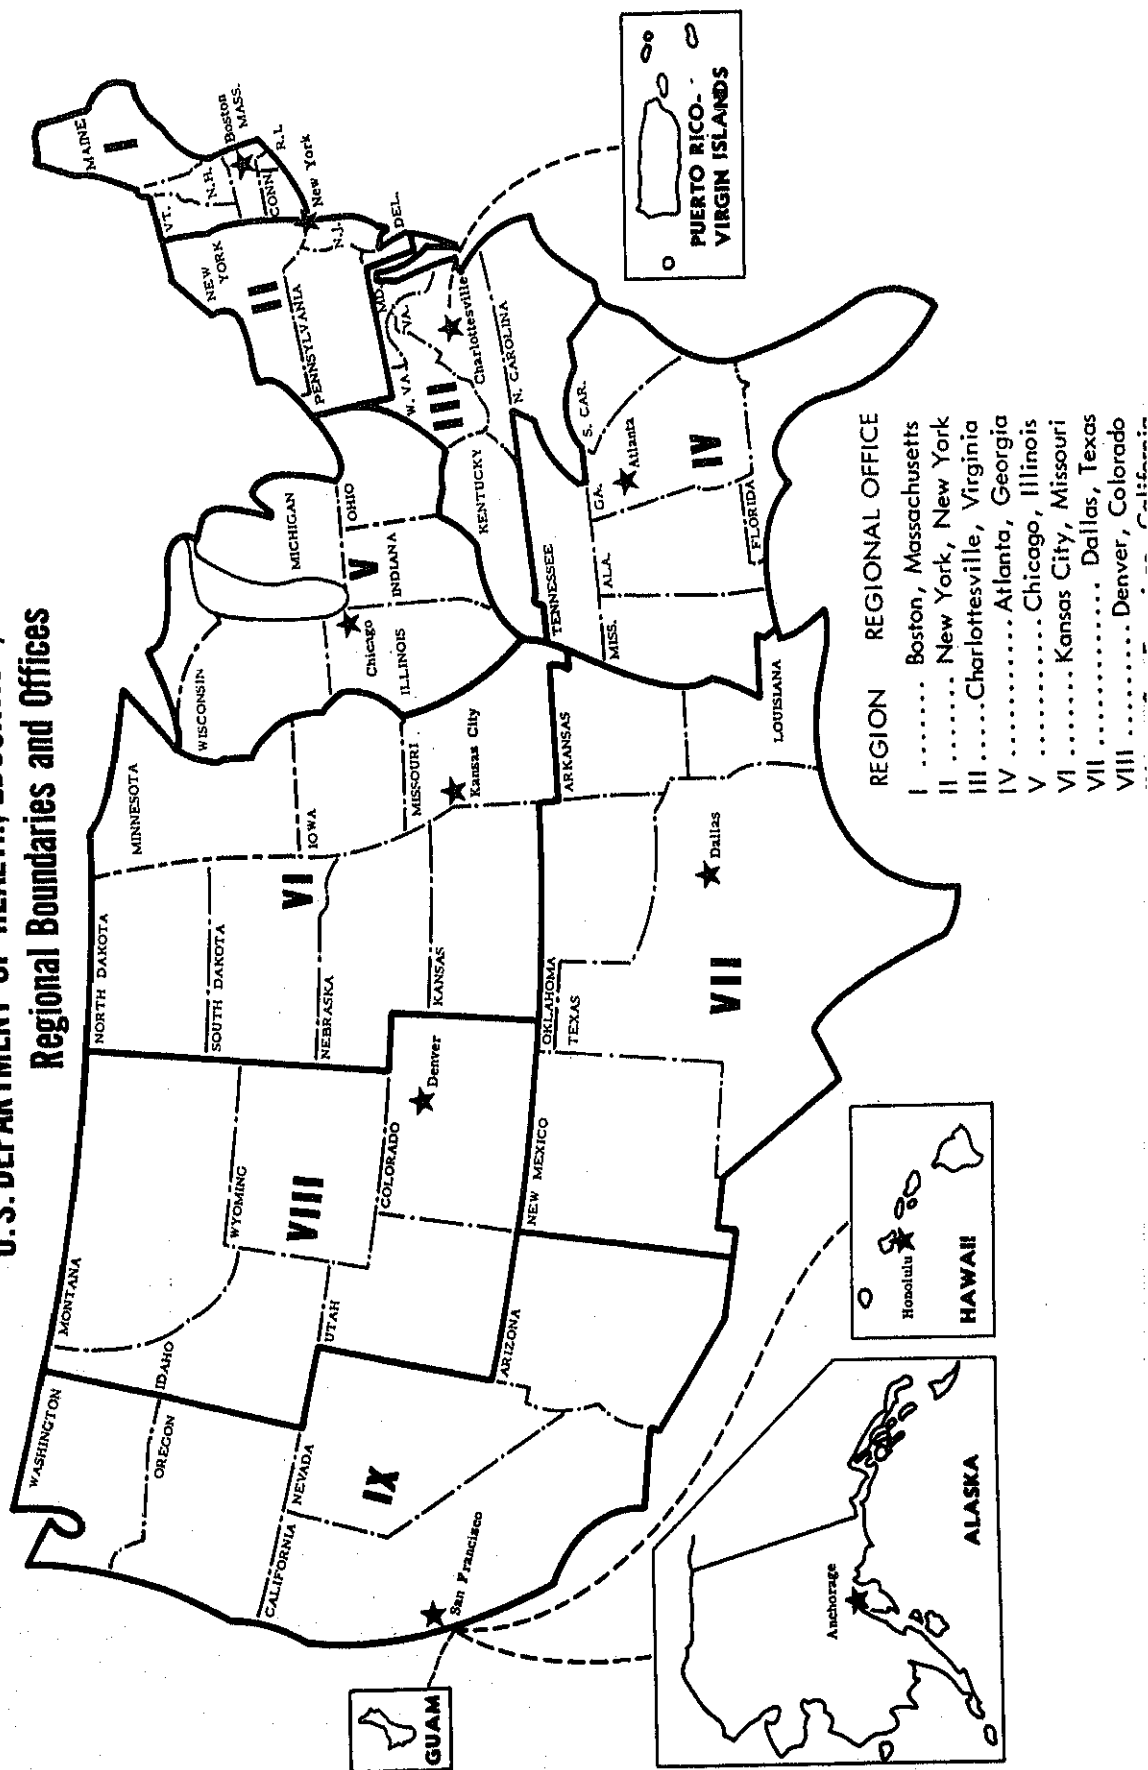 U.S. DEPARTMENT OF HEALTH,
Regional Boundaries and Offices
WASHINGTON
MONTANA
NORTH DAKOTA
MINNESOTA
MAINE
I
OREGON
IDAHO
WYOMING
SOUTH DAKOTA
WISCONSIN
MICHIGAN
VT.
N.H.
Boston
MASS.
CONN
R.I.
NEW
YORK
II
New York
CALIFORNIA
NEVADA
UTAH
VIII
NEBRASKA
VI
IOWA
Chicago
V
PENNSYLVANIA
N.J.
IX
COLORADO
Denver
KANSAS
MISSOURI
Kansas City
ILLINOIS
INDIANA
OHIO
W. VA.
VA.
MD.
DEL.
San Francisco
III
Charlottesville
KENTUCKY
ARIZONA
NEW MEXICO
OKLAHOMA
TEXAS
ARKANSAS
TENNESSEE
N. CAROLINA
S. CAR.
VII
Dallas
LOUISIANA
MISS.
ALA.
GA.
Atlanta
IV
FLORIDA
GUAM
Anchorage
ALASKA
Honolulu
HAWAII
PUERTO RICO-
VIRGIN ISLANDS
REGION REGIONAL OFFICE
I ....... Boston, Massachusetts
II ....... New York, New York
III ..... Charlottesville, Virginia
IV ........... Atlanta, Georgia
V ............ Chicago, Illinois
VI ....... Kansas City, Missouri
VII ............. Dallas, Texas
VIII .......... Denver, Colorado
California